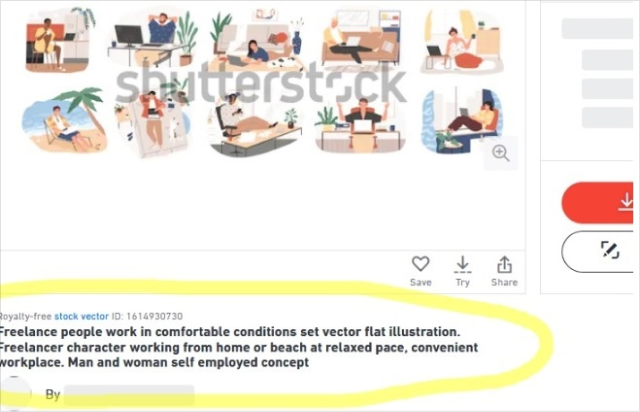 shutterstock
Save
Try
Share
Royalty-free stock vector ID: 1614930730
Freelance people work in comfortable conditions set vector flat illustration.
Freelancer character working from home or beach at relaxed pace, convenient
workplace. Man and woman self employed concept
By